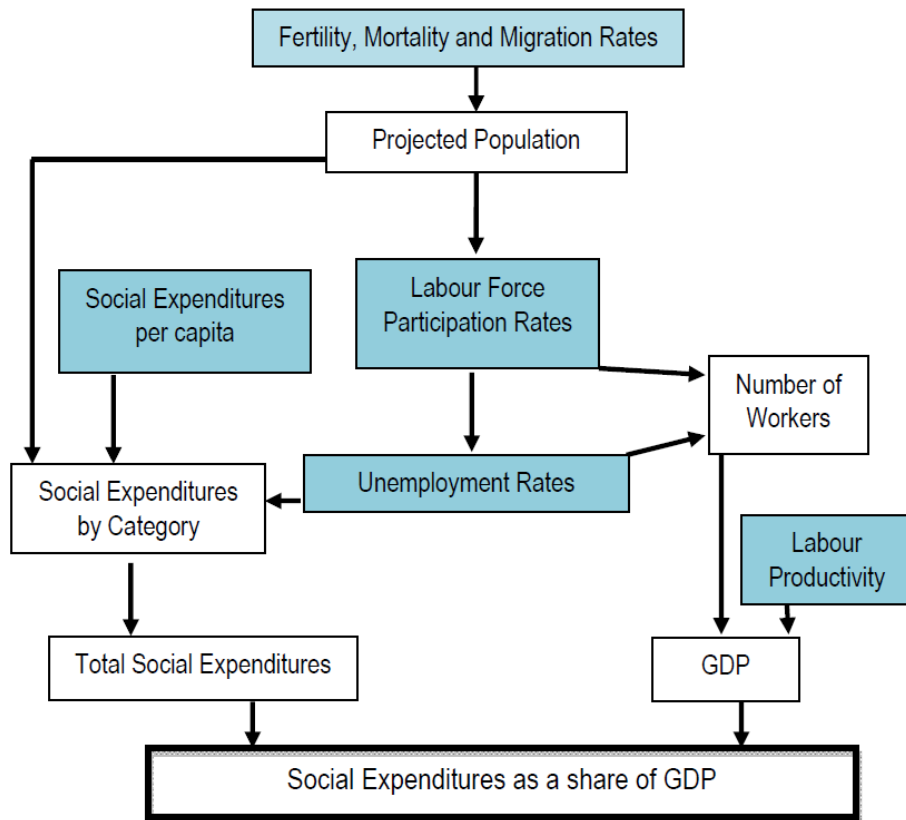 Fertility, Mortality and Migration Rates
Projected Population
Social Expenditures
per capita
Labour Force
Participation Rates
Number of
Workers
Social Expenditures
by Category
Unemployment Rates
Labour
Productivity
Total Social Expenditures
GDP
Social Expenditures as a share of GDP